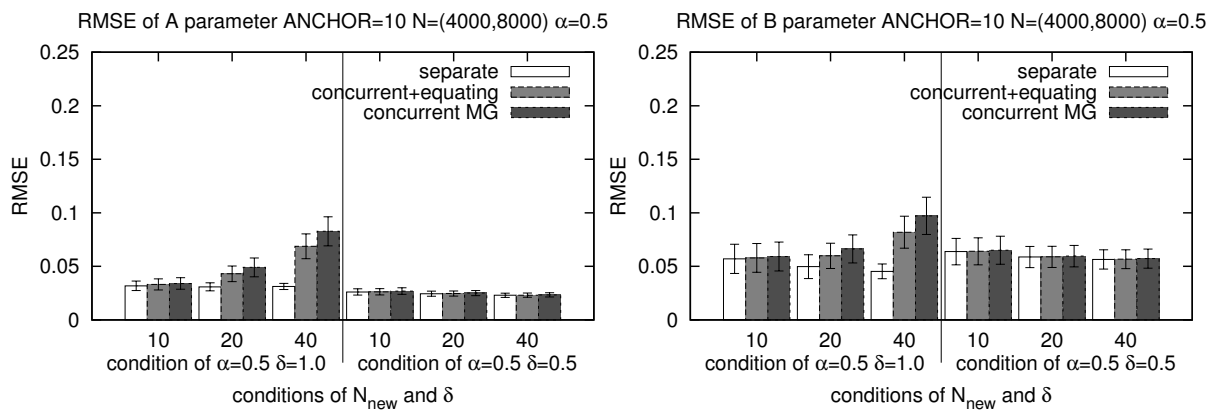 RMSE of A parameter ANCHOR=10 N=(4000,8000) α=0.5
0.25
0.2
0.15
0.1
0.05
0
RMSE
separate
concurrent+equating
concurrent MG
10 20 40 10 20 40
condition of α=0.5 δ=1.0 condition of α=0.5 δ=0.5
conditions of Nnew and δ
RMSE of B parameter ANCHOR=10 N=(4000,8000) α=0.5
0.25
0.2
0.15
0.1
0.05
0
RMSE
separate
concurrent+equating
concurrent MG
10 20 40 10 20 40
condition of α=0.5 δ=1.0 condition of α=0.5 δ=0.5
conditions of Nnew and δ